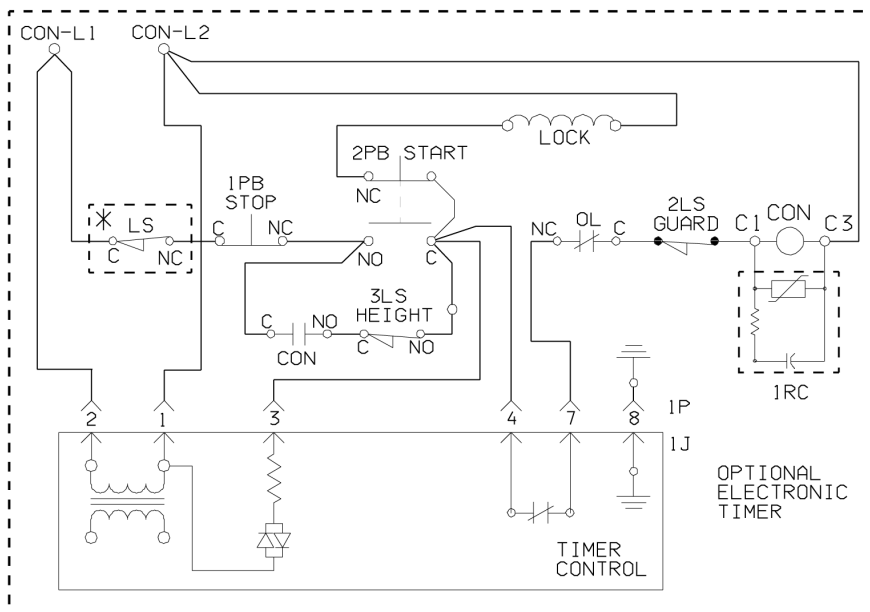 CON-L1
CON-L2
LOCK
2PB START
NC
1PB
STOP
LS
C
NC
C
NC
NO
C
NC
OL
C
2LS
GUARD
C1
CON
C3
3LS
HEIGHT
C
NO
CON
C
NO
1RC
2
1
3
4
7
8
1P
1J
OPTIONAL
ELECTRONIC
TIMER
TIMER
CONTROL